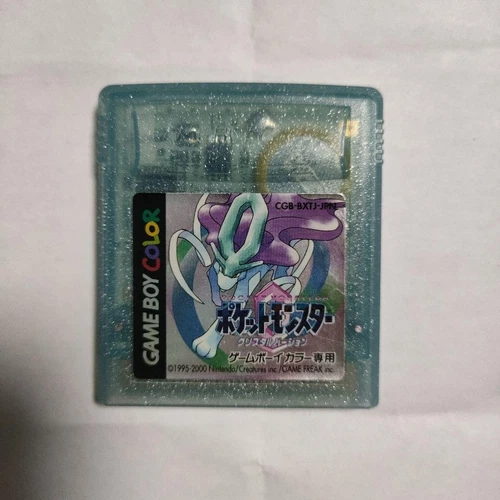 GAME BOY COLOR
CGB-BXTJ-JPN
ポケットモンスター
クリスタルバージョン
ゲームボーイカラー専用
©1995-2000 Nintendo/Creatures inc./GAME FREAK inc.